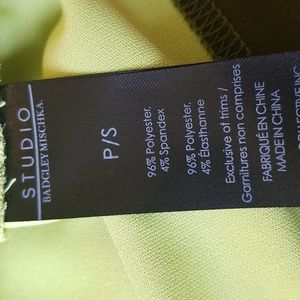 STUDIO
BADGLEY MISCHKA
P/S
96% Polyester,
4% Spandex
96% Polyester,
4% Élasthanne
Exclusive of trims /
Garnitures non comprises
FABRIQUÉ EN CHINE
MADE IN CHINA